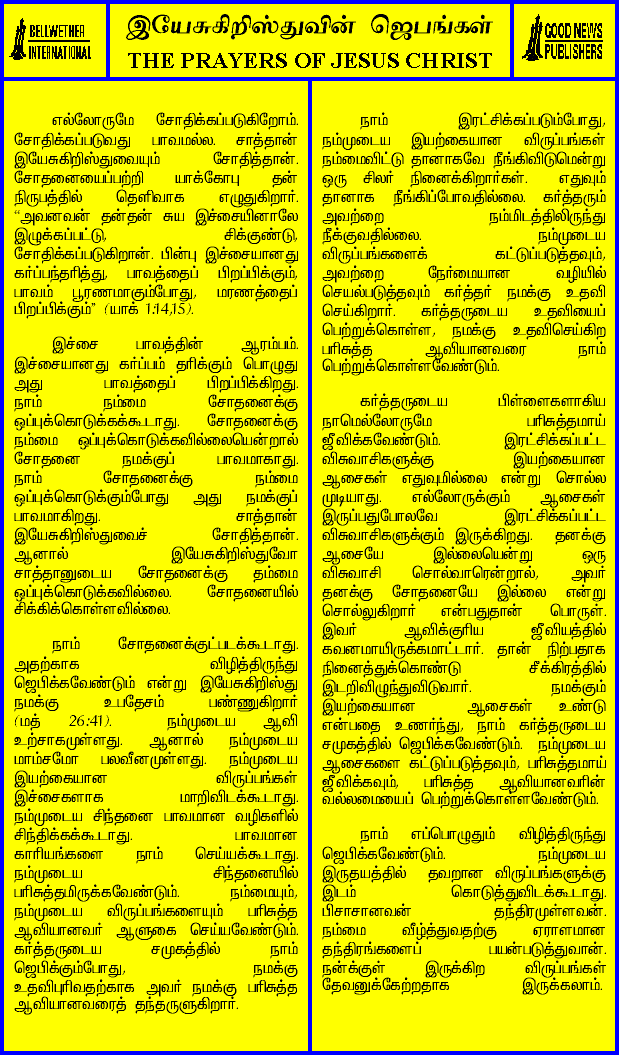 BELLWETHER
INTERNATIONAL
இயேசுகிறிஸ்துவின் ஜெபங்கள்
THE PRAYERS OF JESUS CHRIST
GOOD NEWS
PUBLISHERS
எல்லோருமே சோதிக்கப்படுகிறோம்.
சோதிக்கப்படுவது பாவமல்ல. சாத்தான்
இயேசுகிறிஸ்துவையும் சோதித்தான்.
சோதனையைப்பற்றி யாக்கோபு தன்
நிருபத்தில் தெளிவாக எழுதுகிறார்.
“அவனவன் தன்தன் சுய இச்சையினாலே
இழுக்கப்பட்டு, சிக்குண்டு,
சோதிக்கப்படுகிறான். பின்பு இச்சையானது
கர்ப்பந்தரித்து, பாவத்தைப் பிறப்பிக்கும்,
பாவம் பூரணமாகும்போது, மரணத்தைப்
பிறப்பிக்கும்” (யாக் 1:14,15).
இச்சை பாவத்தின் ஆரம்பம்.
இச்சையானது கர்ப்பம் தரிக்கும் பொழுது
அது பாவத்தைப் பிறப்பிக்கிறது.
நாம் நம்மை சோதனைக்கு
ஒப்புக்கொடுக்கக்கூடாது. சோதனைக்கு
நம்மை ஒப்புக்கொடுக்கவில்லையென்றால்
சோதனை நமக்குப் பாவமாகாது.
நாம் சோதனைக்கு நம்மை
ஒப்புக்கொடுக்கும்போது அது நமக்குப்
பாவமாகிறது. சாத்தான்
இயேசுகிறிஸ்துவைச் சோதித்தான்.
ஆனால் இயேசுகிறிஸ்துவோ
சாத்தானுடைய சோதனைக்கு தம்மை
ஒப்புக்கொடுக்கவில்லை. சோதனையில்
சிக்கிக்கொள்ளவில்லை.
நாம் சோதனைக்குட்படக்கூடாது.
அதற்காக விழித்திருந்து
ஜெபிக்கவேண்டும் என்று இயேசுகிறிஸ்து
நமக்கு உபதேசம் பண்ணுகிறார்
(மத் 26:41). நம்முடைய ஆவி
உற்சாகமுள்ளது. ஆனால் நம்முடைய
மாம்சமோ பலவீனமுள்ளது. நம்முடைய
இயற்கையான விருப்பங்கள்
இச்சைகளாக மாறிவிடக்கூடாது.
நம்முடைய சிந்தனை பாவமான வழிகளில்
சிந்திக்கக்கூடாது. பாவமான
காரியங்களை நாம் செய்யக்கூடாது.
நம்முடைய சிந்தனையில்
பரிசுத்தமிருக்கவேண்டும். நம்மையும்,
நம்முடைய விருப்பங்களையும் பரிசுத்த
ஆவியானவர் ஆளுகை செய்யவேண்டும்.
கர்த்தருடைய சமுகத்தில் நாம்
ஜெபிக்கும்போது, நமக்கு
உதவிபுரிவதற்காக அவர் நமக்கு பரிசுத்த
ஆவியானவரைத் தந்தருளுகிறார்.
நாம் இரட்சிக்கப்படும்போது,
நம்முடைய இயற்கையான விருப்பங்கள்
நம்மைவிட்டு தானாகவே நீங்கிவிடுமென்று
ஒரு சிலர் நினைக்கிறார்கள். எதுவும்
தானாக நீங்கிப்போவதில்லை. கர்த்தரும்
அவற்றை நம்மிடத்திலிருந்து
நீக்குவதில்லை. நம்முடைய
விருப்பங்களைக் கட்டுப்படுத்தவும்,
அவற்றை நேர்மையான வழியில்
செயல்படுத்தவும் கர்த்தர் நமக்கு உதவி
செய்கிறார். கர்த்தருடைய உதவியைப்
பெற்றுக்கொள்ள, நமக்கு உதவிசெய்கிற
பரிசுத்த ஆவியானவரை நாம்
பெற்றுக்கொள்ளவேண்டும்.
கர்த்தருடைய பிள்ளைகளாகிய
நாமெல்லோருமே பரிசுத்தமாய்
ஜீவிக்கவேண்டும். இரட்சிக்கப்பட்ட
விசுவாசிகளுக்கு இயற்கையான
ஆசைகள் எதுவுமில்லை என்று சொல்ல
முடியாது. எல்லோருக்கும் ஆசைகள்
இருப்பதுபோலவே இரட்சிக்கப்பட்ட
விசுவாசிகளுக்கும் இருக்கிறது. தனக்கு
ஆசையே இல்லையென்று ஒரு
விசுவாசி சொல்வாரென்றால், அவர்
தனக்கு சோதனையே இல்லை என்று
சொல்லுகிறார் என்பதுதான் பொருள்.
இவர் ஆவிக்குரிய ஜீவியத்தில்
கவனமாயிருக்கமாட்டார். தான் நிற்பதாக
நினைத்துக்கொண்டு சீக்கிரத்தில்
இடறிவிழுந்துவிடுவார். நமக்கும்
இயற்கையான ஆசைகள் உண்டு
என்பதை உணர்ந்து, நாம் கர்த்தருடைய
சமுகத்தில் ஜெபிக்கவேண்டும். நம்முடைய
ஆசைகளை கட்டுப்படுத்தவும், பரிசுத்தமாய்
ஜீவிக்கவும், பரிசுத்த ஆவியானவரின்
வல்லமையைப் பெற்றுக்கொள்ளவேண்டும்.
நாம் எப்பொழுதும் விழித்திருந்து
ஜெபிக்கவேண்டும். நம்முடைய
இருதயத்தில் தவறான விருப்பங்களுக்கு
இடம் கொடுத்துவிடக்கூடாது.
பிசாசானவன் தந்திரமுள்ளவன்.
நம்மை வீழ்த்துவதற்கு ஏராளமான
தந்திரங்களைப் பயன்படுத்துவான்.
நன்க்குள் இருக்கிற விருப்பங்கள்
தேவனுக்கேற்றதாக இருக்கலாம்.